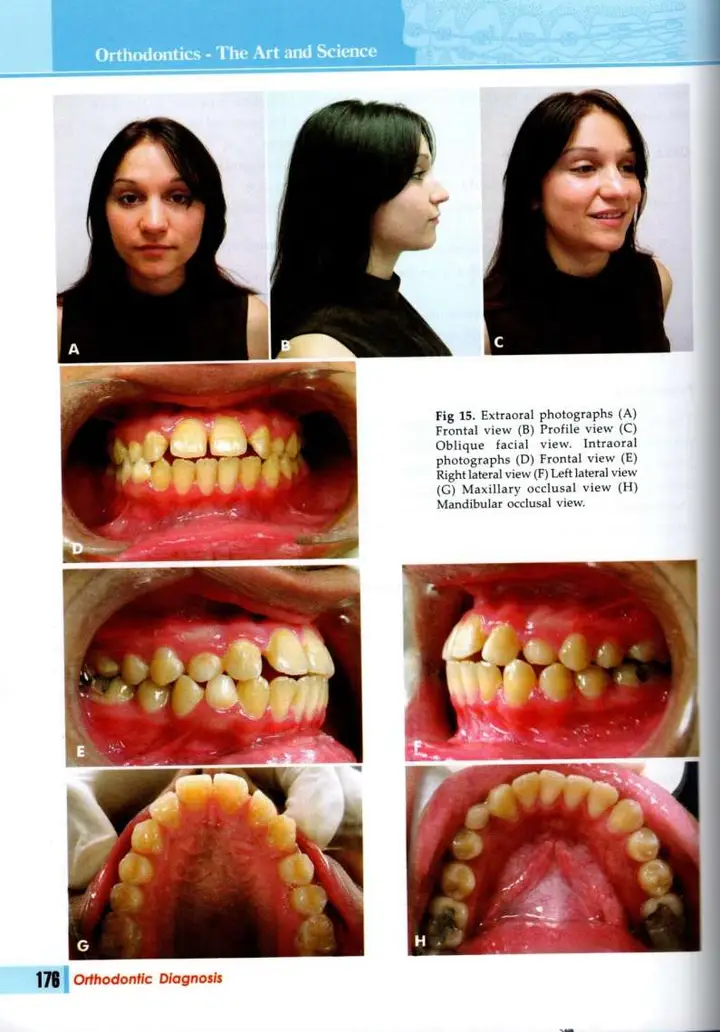 Orthodontics - The Art and Science
A
B
C
D
Fig 15. Extraoral photographs (A)
Frontal view (B) Profile view (C)
Oblique facial view. Intraoral
photographs (D) Frontal view (E)
Right lateral view (F) Left lateral view
(G) Maxillary occlusal view (H)
Mandibular occlusal view.
E
F
G
H
176 Orthodontic Diagnosis